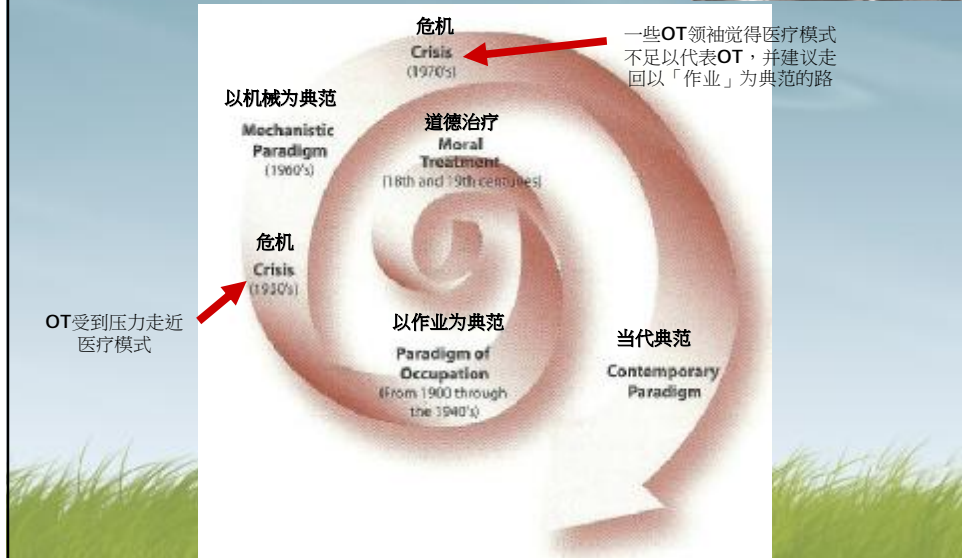 危机
Crisis
(1970's)
一些OT领袖觉得医疗模式
不足以代表OT，并建议走
回以「作业」为典范的路
以机械为典范
Mechanistic
Paradigm
(1960's)
道德治疗
Moral
Treatment
(18th and 19th centuries)
危机
Crisis
(1950's)
OT受到压力走近
医疗模式
以作业为典范
Paradigm of
Occupation
(From 1900 through
the 1940's)
当代典范
Contemporary
Paradigm